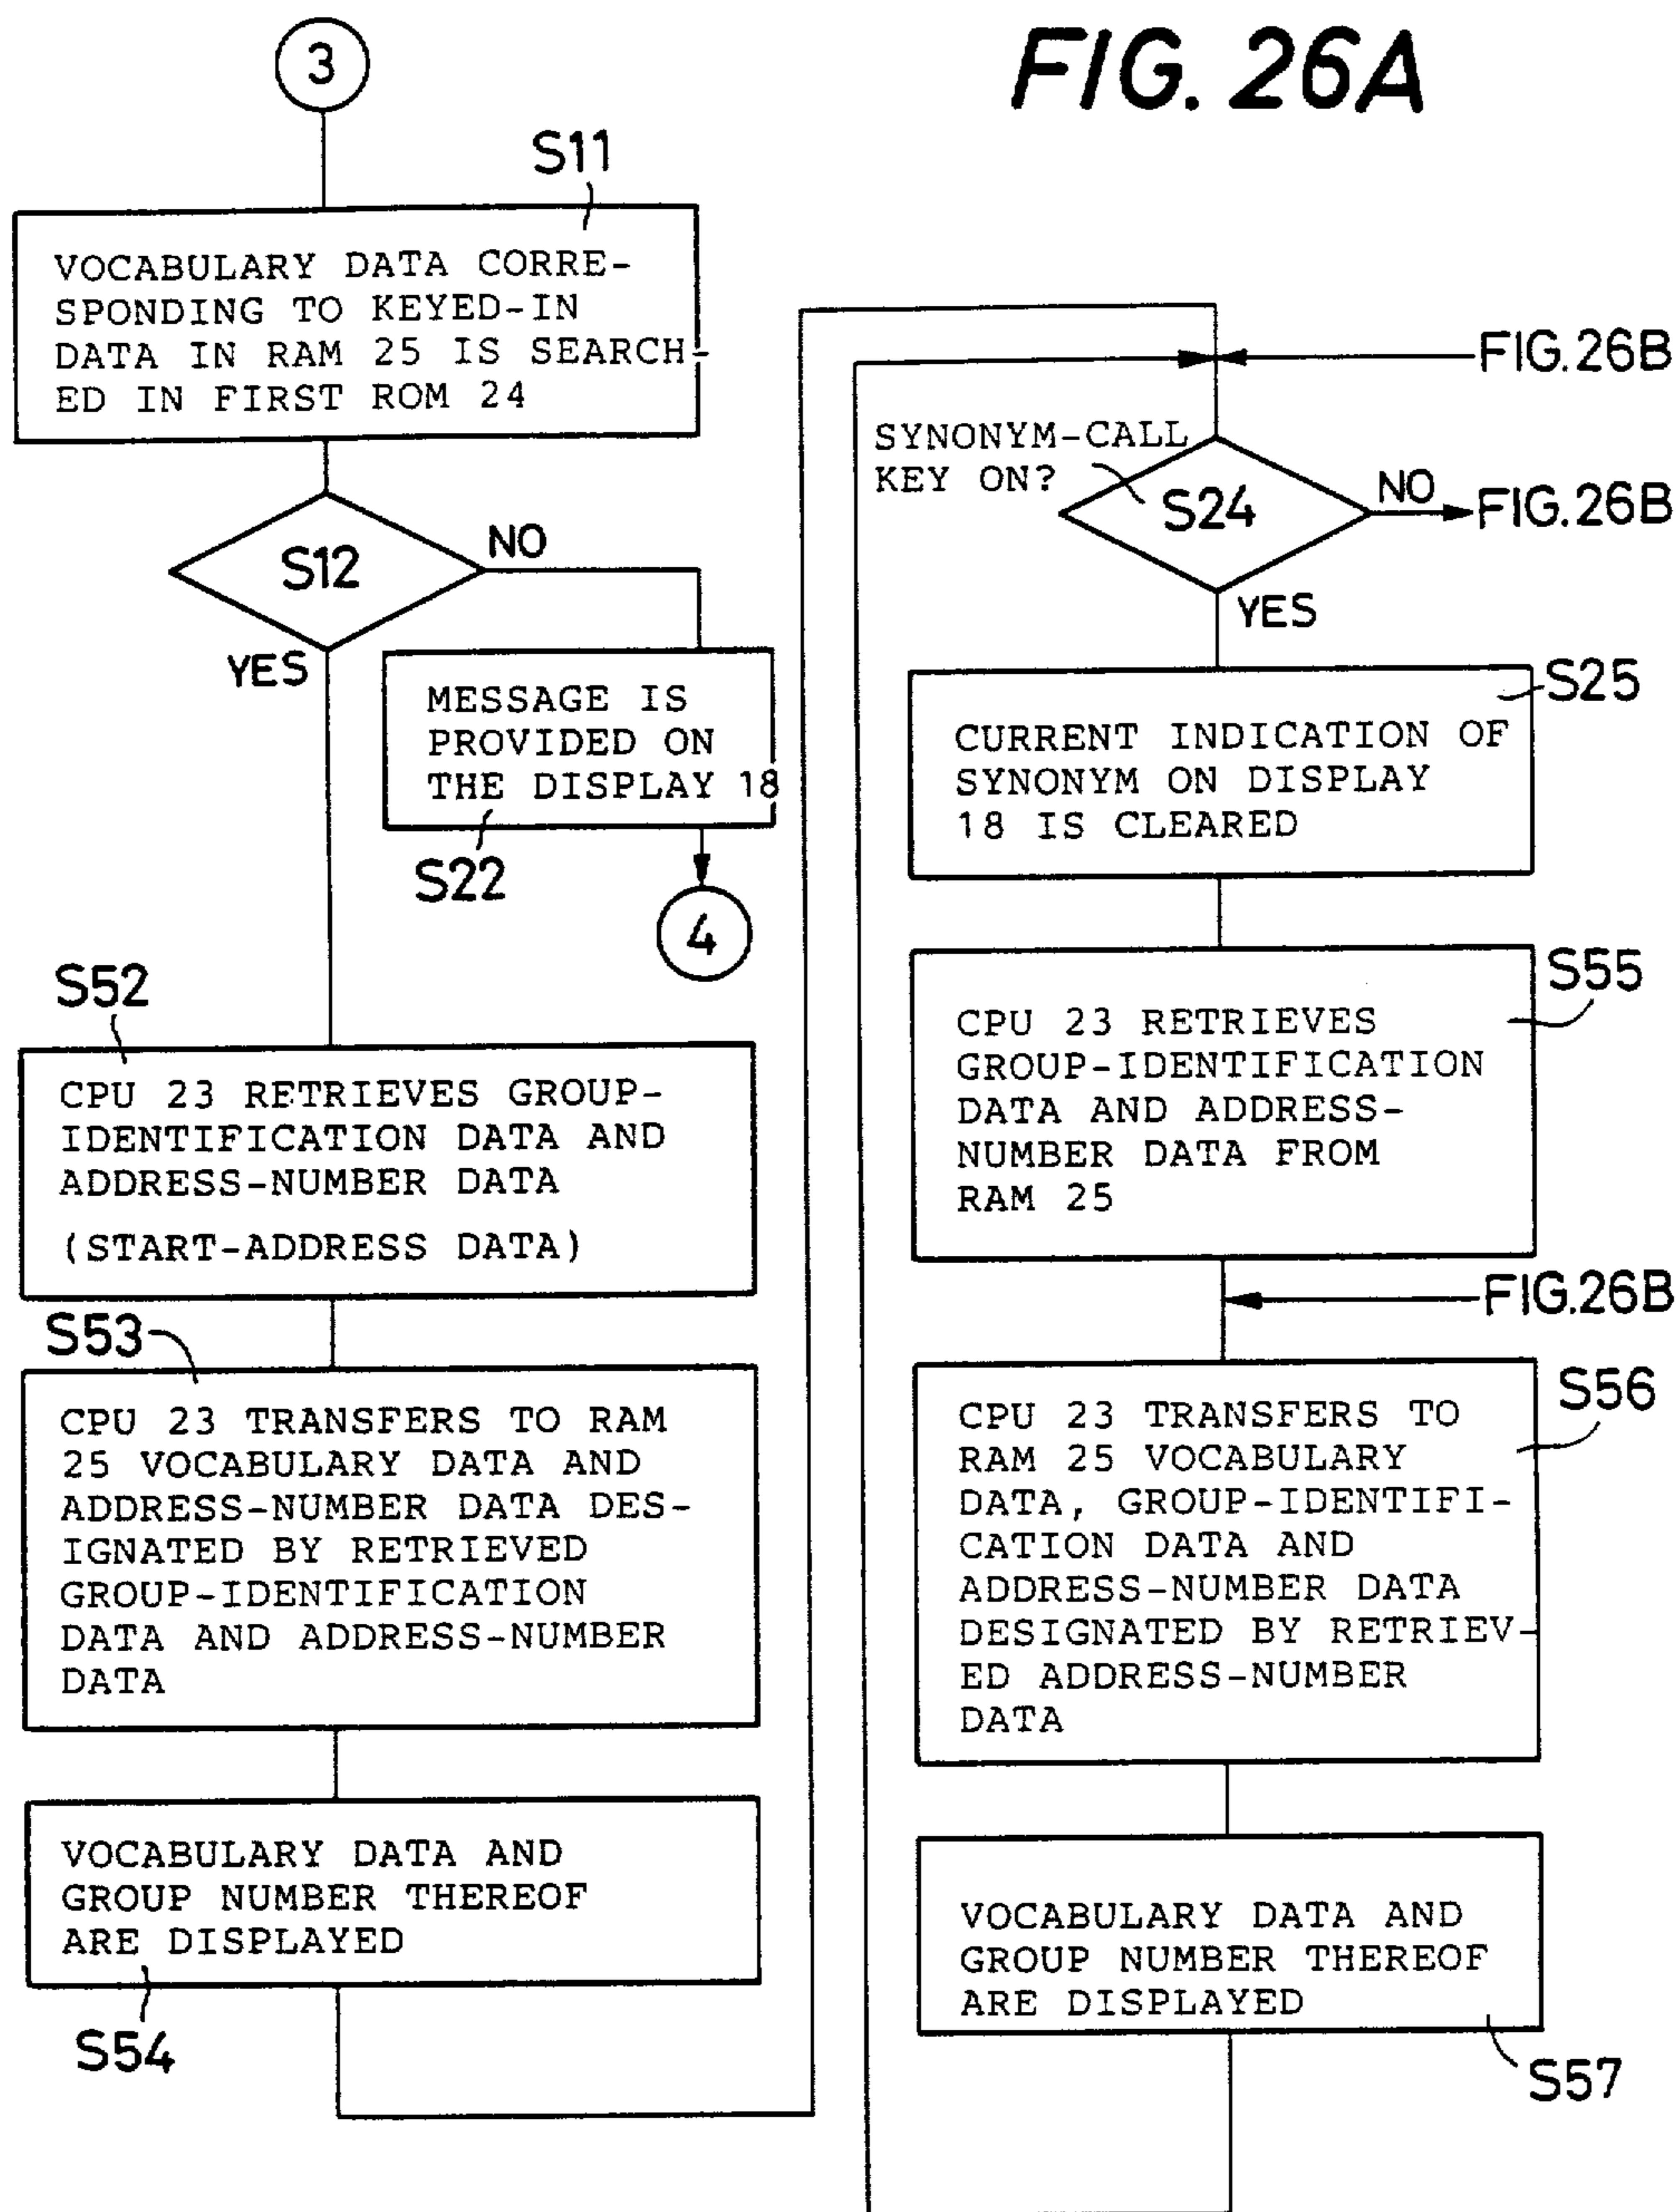 FIG. 26A
3
S11
VOCABULARY DATA CORRE-
SPONDING TO KEYED-IN
DATA IN RAM 25 IS SEARCH-
ED IN FIRST ROM 24
S12
NO
YES
MESSAGE IS
PROVIDED ON
THE DISPLAY 18
S22
4
S52
CPU 23 RETRIEVES GROUP-
IDENTIFICATION DATA AND
ADDRESS-NUMBER DATA
(START-ADDRESS DATA)
S53
CPU 23 TRANSFERS TO RAM
25 VOCABULARY DATA AND
ADDRESS-NUMBER DATA DES-
IGNATED BY RETRIEVED
GROUP-IDENTIFICATION
DATA AND ADDRESS-NUMBER
DATA
VOCABULARY DATA AND
GROUP NUMBER THEREOF
ARE DISPLAYED
S54
FIG.26B
SYNONYM-CALL
KEY ON?
S24
NO
FIG.26B
YES
S25
CURRENT INDICATION OF
SYNONYM ON DISPLAY
18 IS CLEARED
S55
CPU 23 RETRIEVES
GROUP-IDENTIFICATION
DATA AND ADDRESS-
NUMBER DATA FROM
RAM 25
FIG.26B
S56
CPU 23 TRANSFERS TO
RAM 25 VOCABULARY
DATA, GROUP-IDENTIFI-
CATION DATA AND
ADDRESS-NUMBER DATA
DESIGNATED BY RETRIEV-
ED ADDRESS-NUMBER
DATA
VOCABULARY DATA AND
GROUP NUMBER THEREOF
ARE DISPLAYED
S57